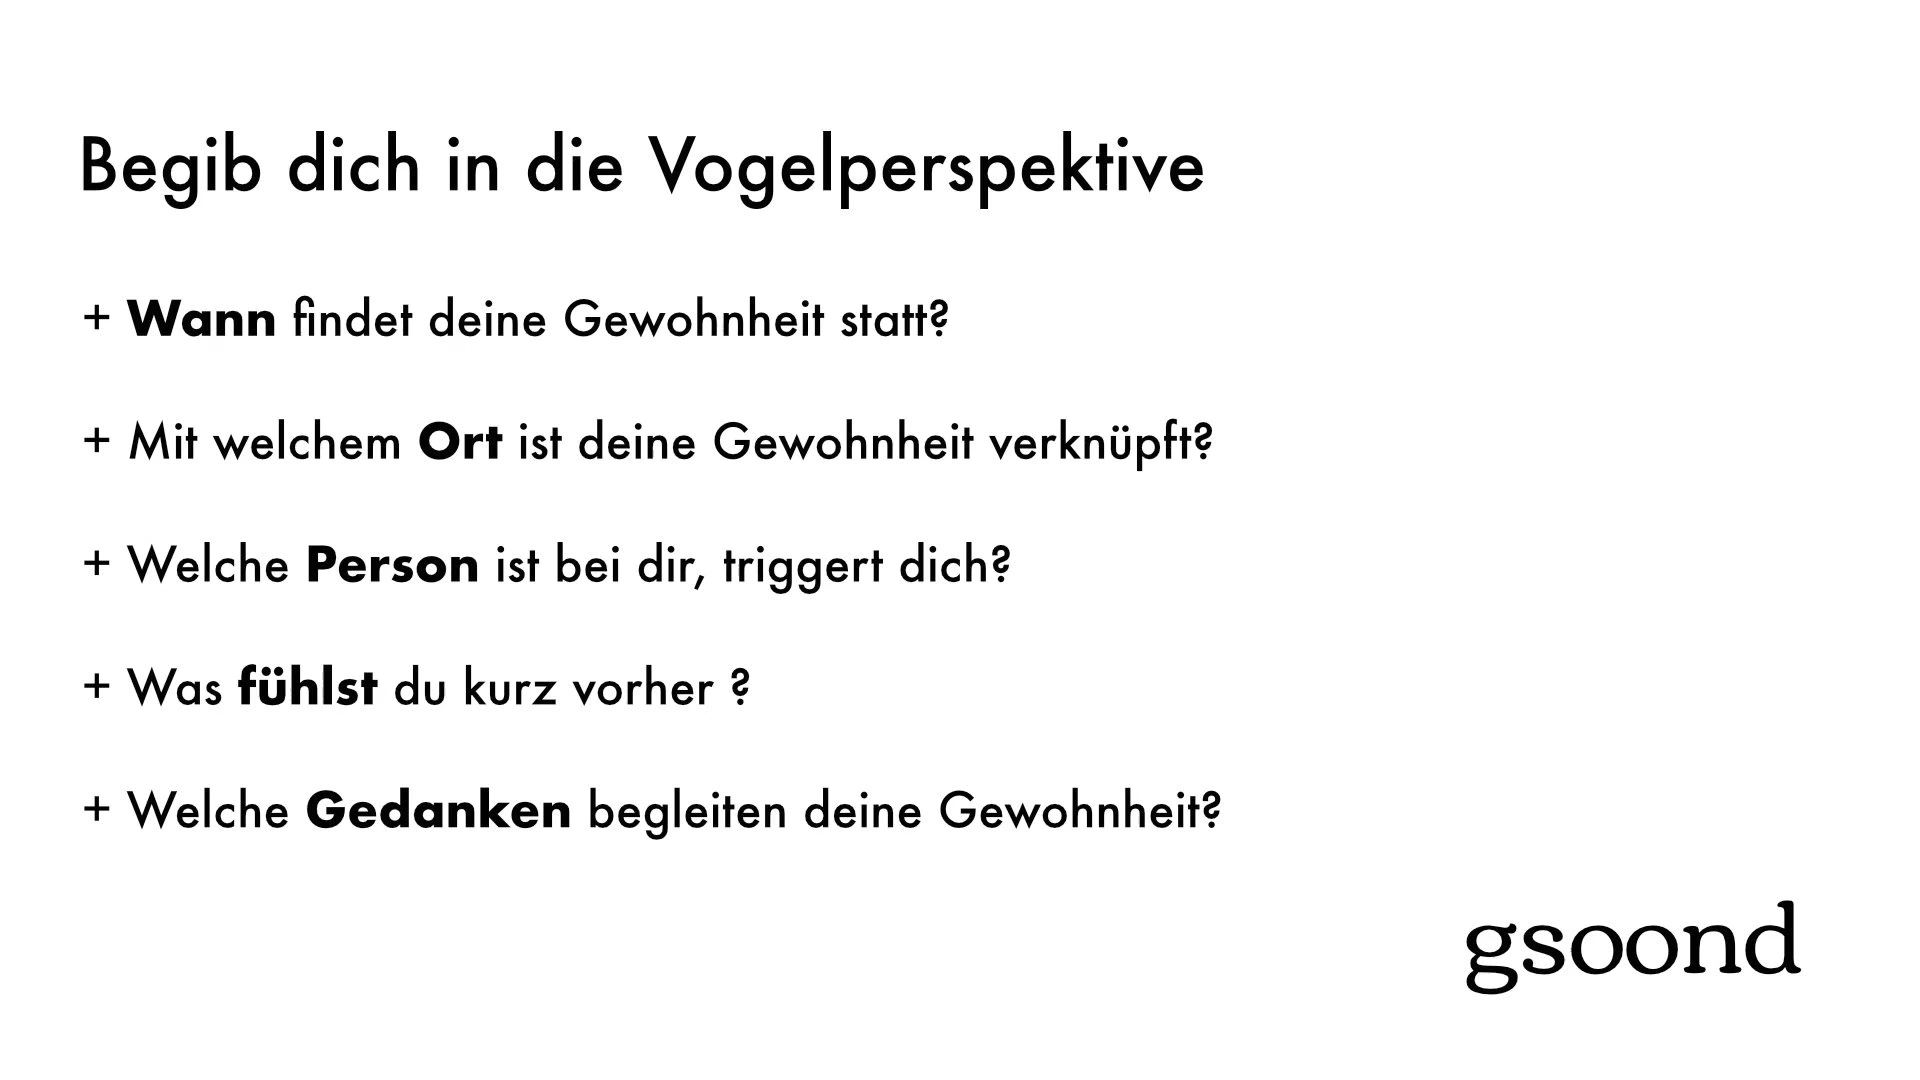 Begib dich in die Vogelperspektive
+ Wann findet deine Gewohnheit statt?
+ Mit welchem Ort ist deine Gewohnheit verknüpft?
+ Welche Person ist bei dir, triggert dich?
+ Was fühlst du kurz vorher ?
+ Welche Gedanken begleiten deine Gewohnheit?
gsoond